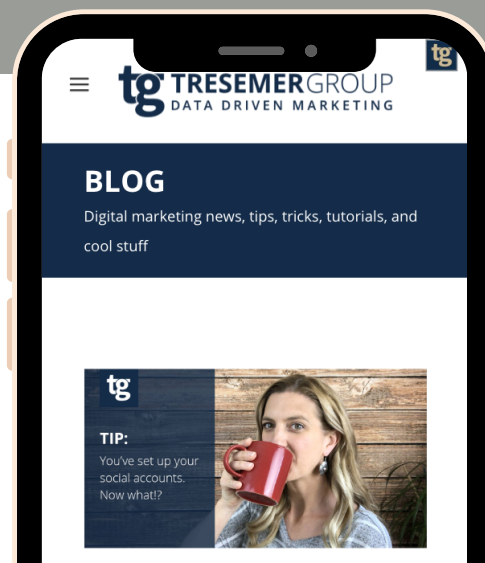 tg
tg TRESEMERGROUP
DATA DRIVEN MARKETING
BLOG
Digital marketing news, tips, tricks, tutorials, and
cool stuff
tg
TIP:
You've set up your
social accounts.
Now what!?